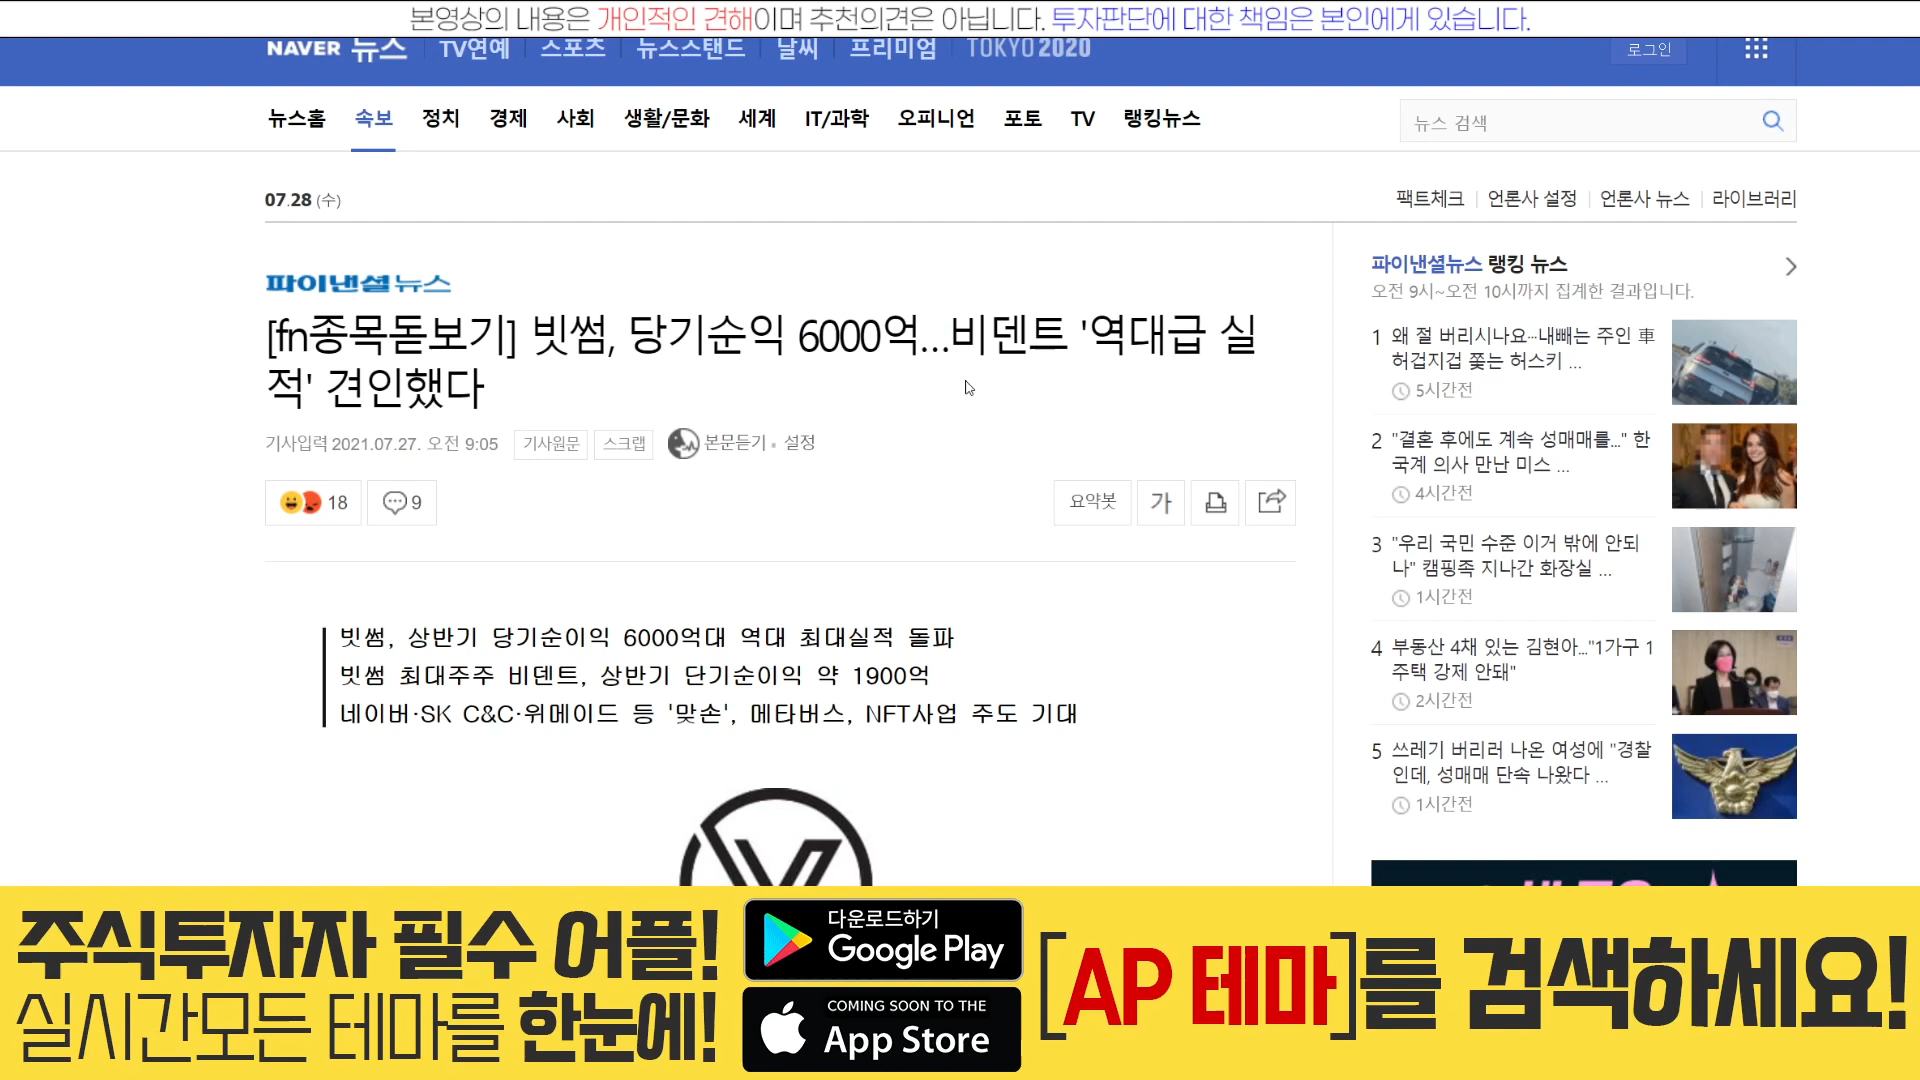 본영상의 내용은 개인적인 견해이며 추천의견은 아닙니다. 투자판단에 대한 책임은 본인에게 있습니다.
NAVER 뉴스 TV연예 스포츠 뉴스스탠드 날씨 프리미엄 TOKYO 2020 로그인
뉴스홈 속보 정치 경제 사회 생활/문화 세계 IT/과학 오피니언 포토 TV 랭킹뉴스 뉴스 검색
07.28 (수)
팩트체크 언론사 설정 언론사 뉴스 라이브러리
파이낸셜뉴스
[fn종목돋보기] 빗썸, 당기순익 6000억…비덴트 '역대급 실
적' 견인했다
기사입력 2021.07.27. 오전 9:05 기사원문 스크랩 본문듣기 설정
18 9 요약봇 가
빗썸, 상반기 당기순이익 6000억대 역대 최대실적 돌파
빗썸 최대주주 비덴트, 상반기 단기순이익 약 1900억
네이버·SK C&C·위메이드 등 '맞손', 메타버스, NFT사업 주도 기대
파이낸셜뉴스 랭킹 뉴스
오전 9시~오전 10시까지 집계한 결과입니다.
1 왜 절 버리시나요…내빼는 주인 車
허겁지겁 쫓는 허스키 ...
5시간전
2 "결혼 후에도 계속 성매매를…" 한
국계 의사 만난 미스 ...
4시간전
3 "우리 국민 수준 이거 밖에 안되
나" 캠핑족 지나간 화장실 ...
1시간전
4 부동산 4채 있는 김현아…"1가구 1
주택 강제 안돼"
2시간전
5 쓰레기 버리러 나온 여성에 "경찰
인데, 성매매 단속 나왔다 ...
1시간전
주식투자자 필수 어플!
실시간모든 테마를 한눈에!
다운로드하기
Google Play
COMING SOON TO THE
App Store
[AP 테마]를 검색하세요!